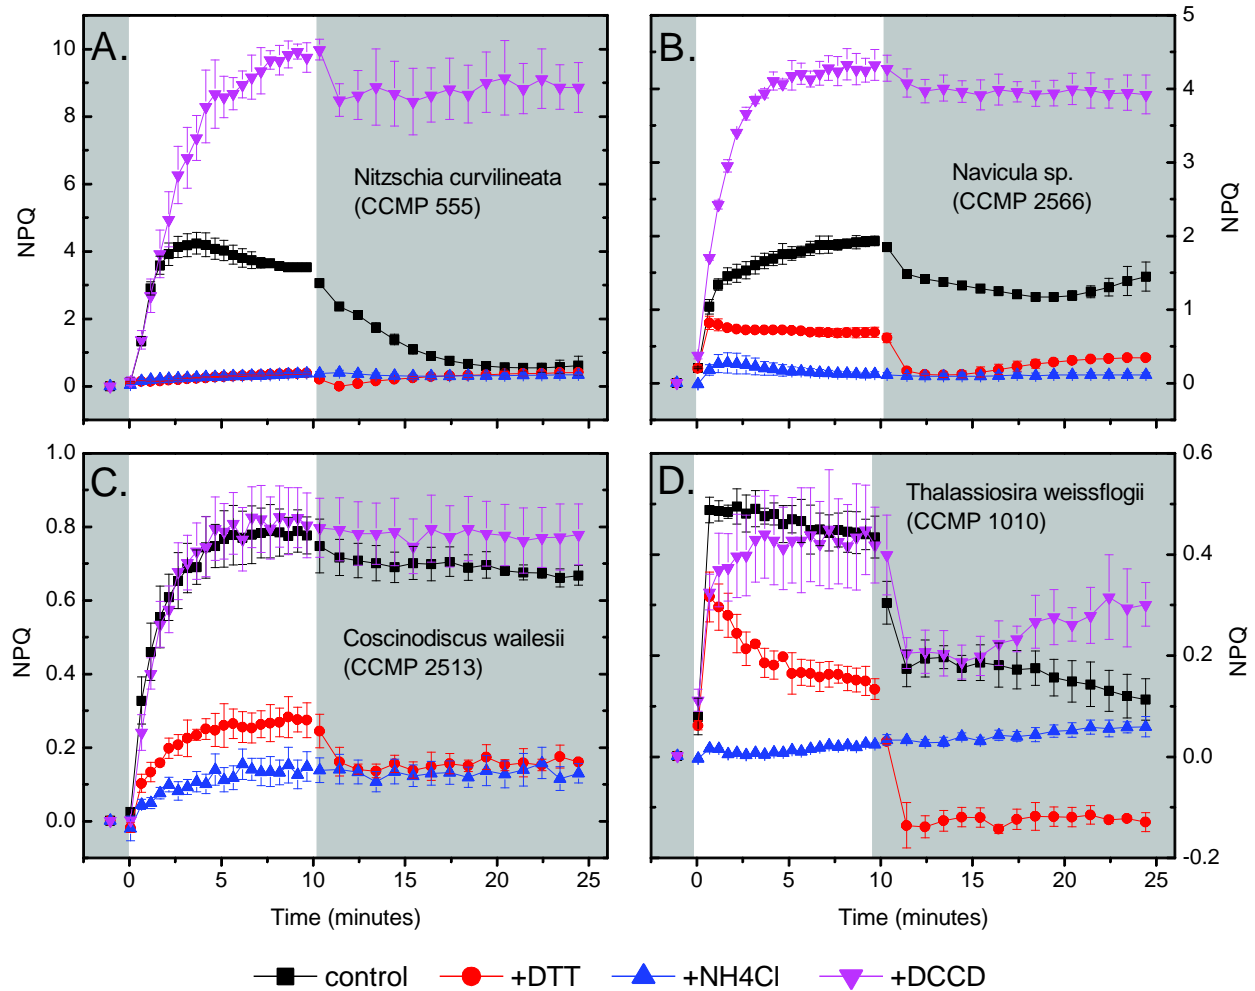 A.
B.
10
8
6
4
2
0
NPQ
5
4
3
2
1
0
NPQ
Nitzschia curvilineata
(CCMP 555)
Navicula sp.
(CCMP 2566)
C.
D.
1.0
0.8
0.6
0.4
0.2
0.0
NPQ
0.6
0.4
0.2
0.0
-0.2
NPQ
Coscinodiscus wailesii
(CCMP 2513)
Thalassiosira weissflogii
(CCMP 1010)
0 5 10 15 20 25
0 5 10 15 20 25
Time (minutes)
Time (minutes)
control +DTT +NH4Cl +DCCD